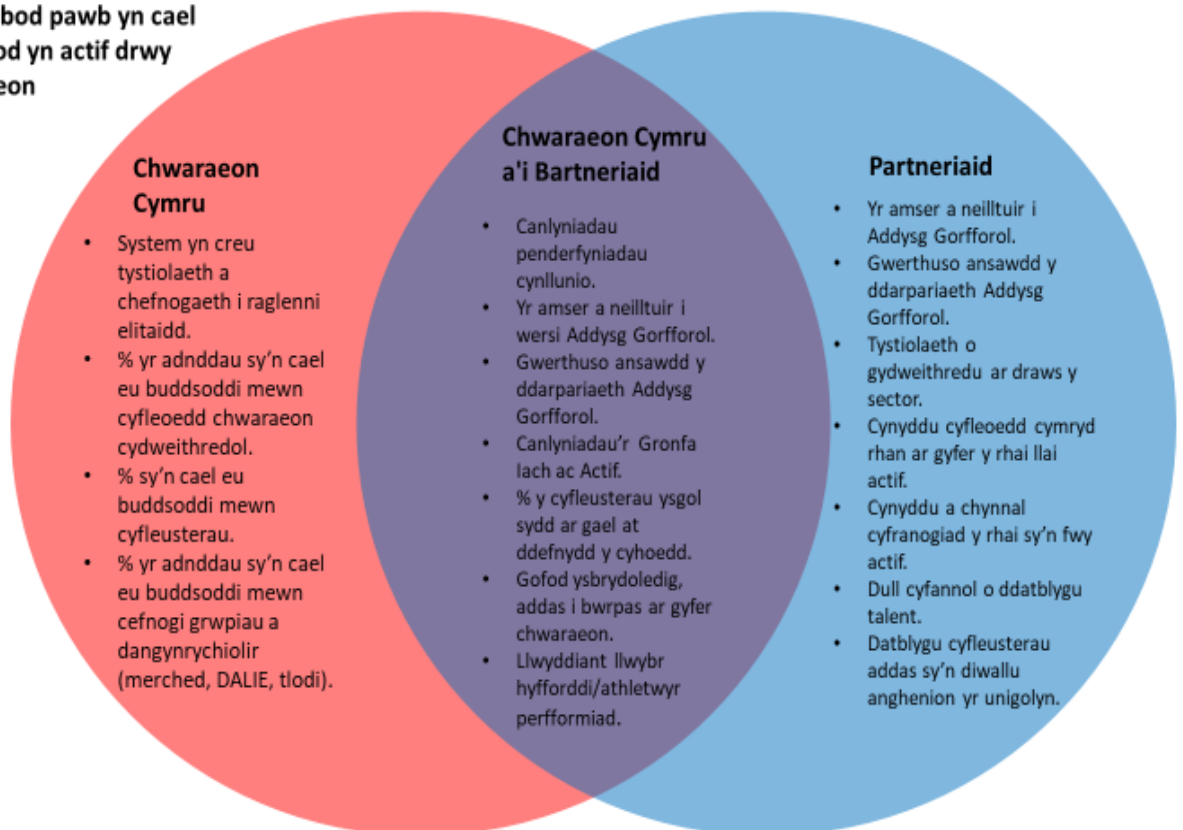 bod pawb yn cael
yn actif drwy
Chwaraeon
Cymru
• System yn creu
tystiolaeth a
chefnogaeth i raglenni
elitaidd.
• % yr adnddau sy'n cael
eu buddsoddi mewn
cyfleoedd chwaraeon
cydweithredol.
• % sy'n cael eu
buddsoddi mewn
cyfleusterau.
• % yr adnddau sy'n cael
eu buddsoddi mewn
cefnogi grwpiau a
dangynrychiolir
(merched, DALIE, tlodi).
Chwaraeon Cymru
a'i Bartneriaid
• Canlyniadau
penderfyniadau
cynllunio.
• Yr amser a neilltuir i
wersi Addysg Gorfforol.
• Gwerthuso ansawdd y
ddarpariaeth Addysg
Gorfforol.
• Canlyniadau'r Gronfa
Iach ac Actif.
• % y cyfleusterau ysgol
sydd ar gael at
ddefnydd y cyhoedd.
• Gofod ysbrydoledig,
addas i bwrpas ar gyfer
chwaraeon.
• Llwyddiant llwybr
hyfforddi/athletwyr
perfformiad.
Partneriaid
• Yr amser a neilltuir i
Addysg Gorfforol.
• Gwerthuso ansawdd y
ddarpariaeth Addysg
Gorfforol.
• Tystiolaeth o
gydweithredu ar draws y
sector.
• Cynyddu cyfleoedd cymryd
rhan ar gyfer y rhai llai
actif.
• Cynyddu a chynnal
cyfranogiad y rhai sy'n fwy
actif.
• Dull cyfannol o ddatblygu
talent.
• Datblygu cyfleusterau
addas sy'n diwallu
anghenion yr unigolyn.